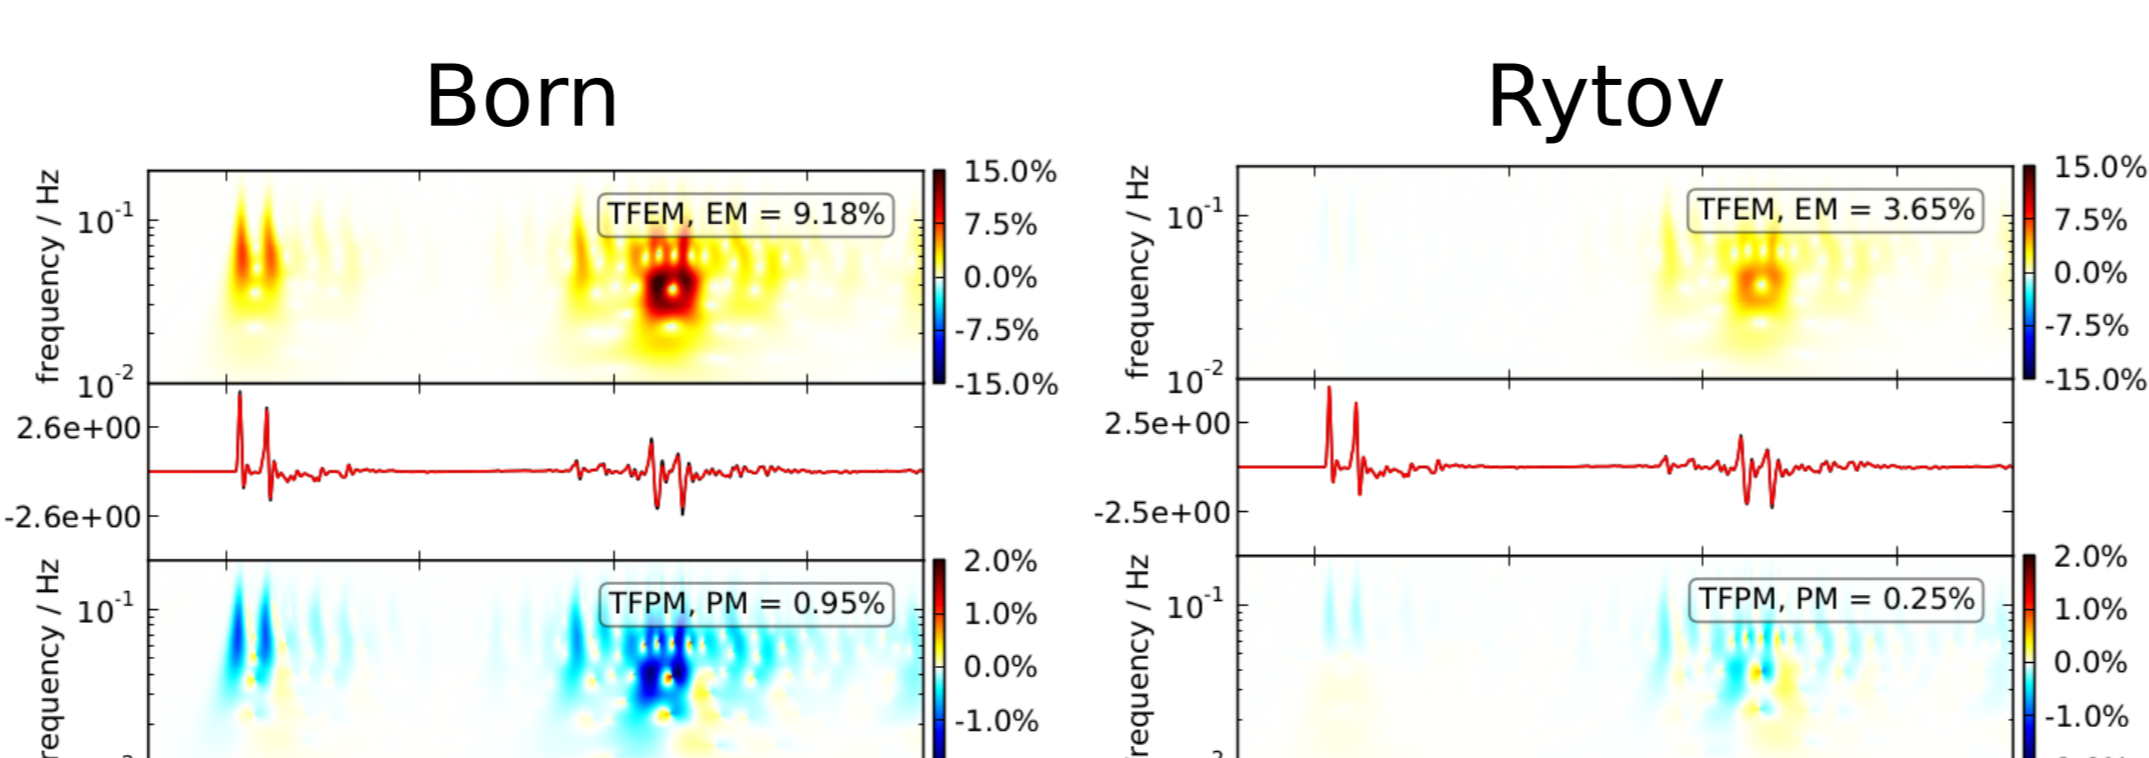 Born
Rytov
frequency / Hz
10-1
10-2
TFEM, EM = 9.18%
15.0%
7.5%
0.0%
-7.5%
-15.0%
2.6e+00
-2.6e+00
10-1
TFPM, PM = 0.95%
2.0%
1.0%
0.0%
-1.0%
frequency / Hz
10-1
10-2
TFEM, EM = 3.65%
15.0%
7.5%
0.0%
-7.5%
-15.0%
2.5e+00
-2.5e+00
10-1
TFPM, PM = 0.25%
2.0%
1.0%
0.0%
-1.0%